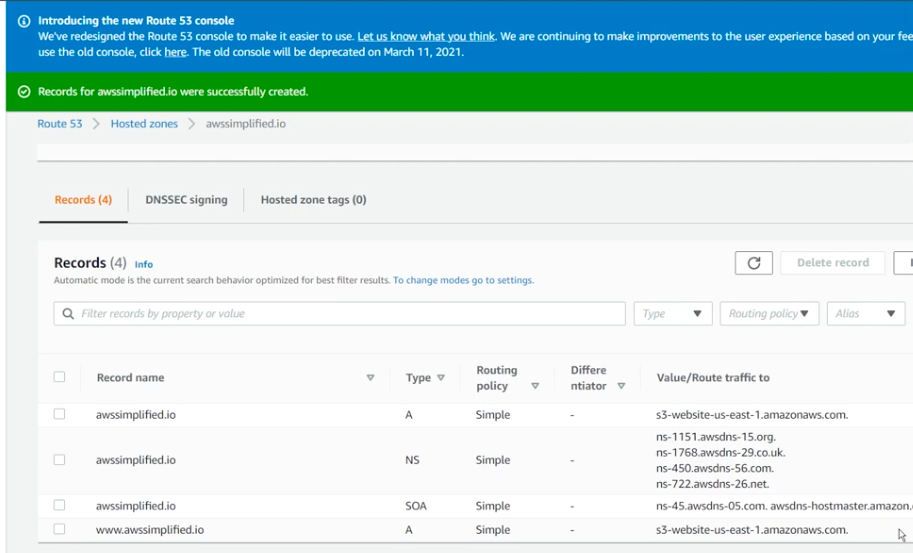 Introducing the new Route 53 console
We've redesigned the Route 53 console to make it easier to use. Let us know what you think. We are continuing to make improvements to the user experience based on your fee
use the old console, click here. The old console will be deprecated on March 11, 2021.
Records for awssimplified.io were successfully created.
Route 53 > Hosted zones > awssimplified.io
Records (4) DNSSEC signing Hosted zone tags (0)
Records (4) Info
Delete record
Automatic mode is the current search behavior optimized for best filter results. To change modes go to settings.
Filter records by property or value Type Routing policy Alias
Record name Type Routing policy Differe ntiator Value/Route traffic to
awssimplified.io A Simple - s3-website-us-east-1.amazonaws.com.
ns-1151.awsdns-15.org.
ns-1768.awsdns-29.co.uk.
awssimplified.io NS Simple -
ns-450.awsdns-56.com.
ns-722.awsdns-26.net.
awssimplified.io SOA Simple - ns-45.awsdns-05.com. awsdns-hostmaster.amazon.
www.awssimplified.io A Simple - s3-website-us-east-1.amazonaws.com.